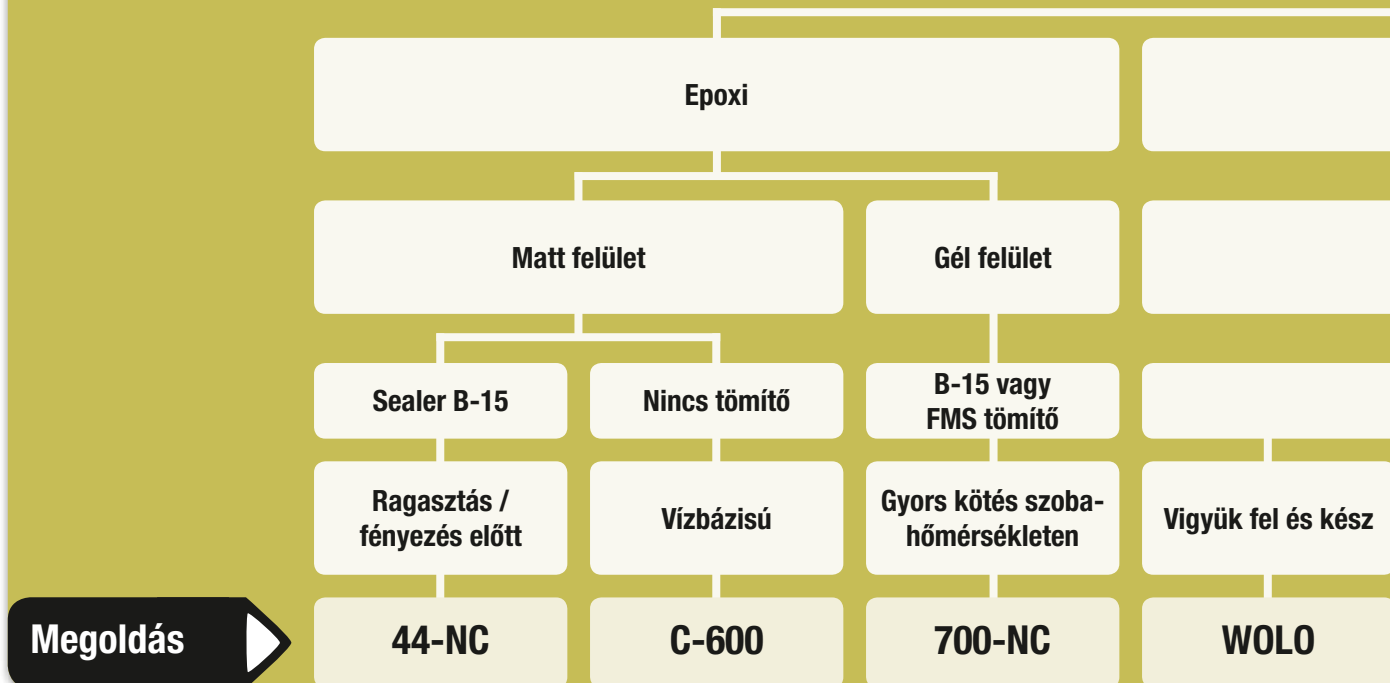 Epoxi
Matt felület
Gél felület
Sealer B-15
Nincs tömítő
B-15 vagy
FMS tömítő
Ragasztás /
fényezés előtt
Vízbázisú
Gyors kötés szoba-
hőmérsékleten
Vigyük fel és kész
Megoldás
44-NC
C-600
700-NC
WOLO